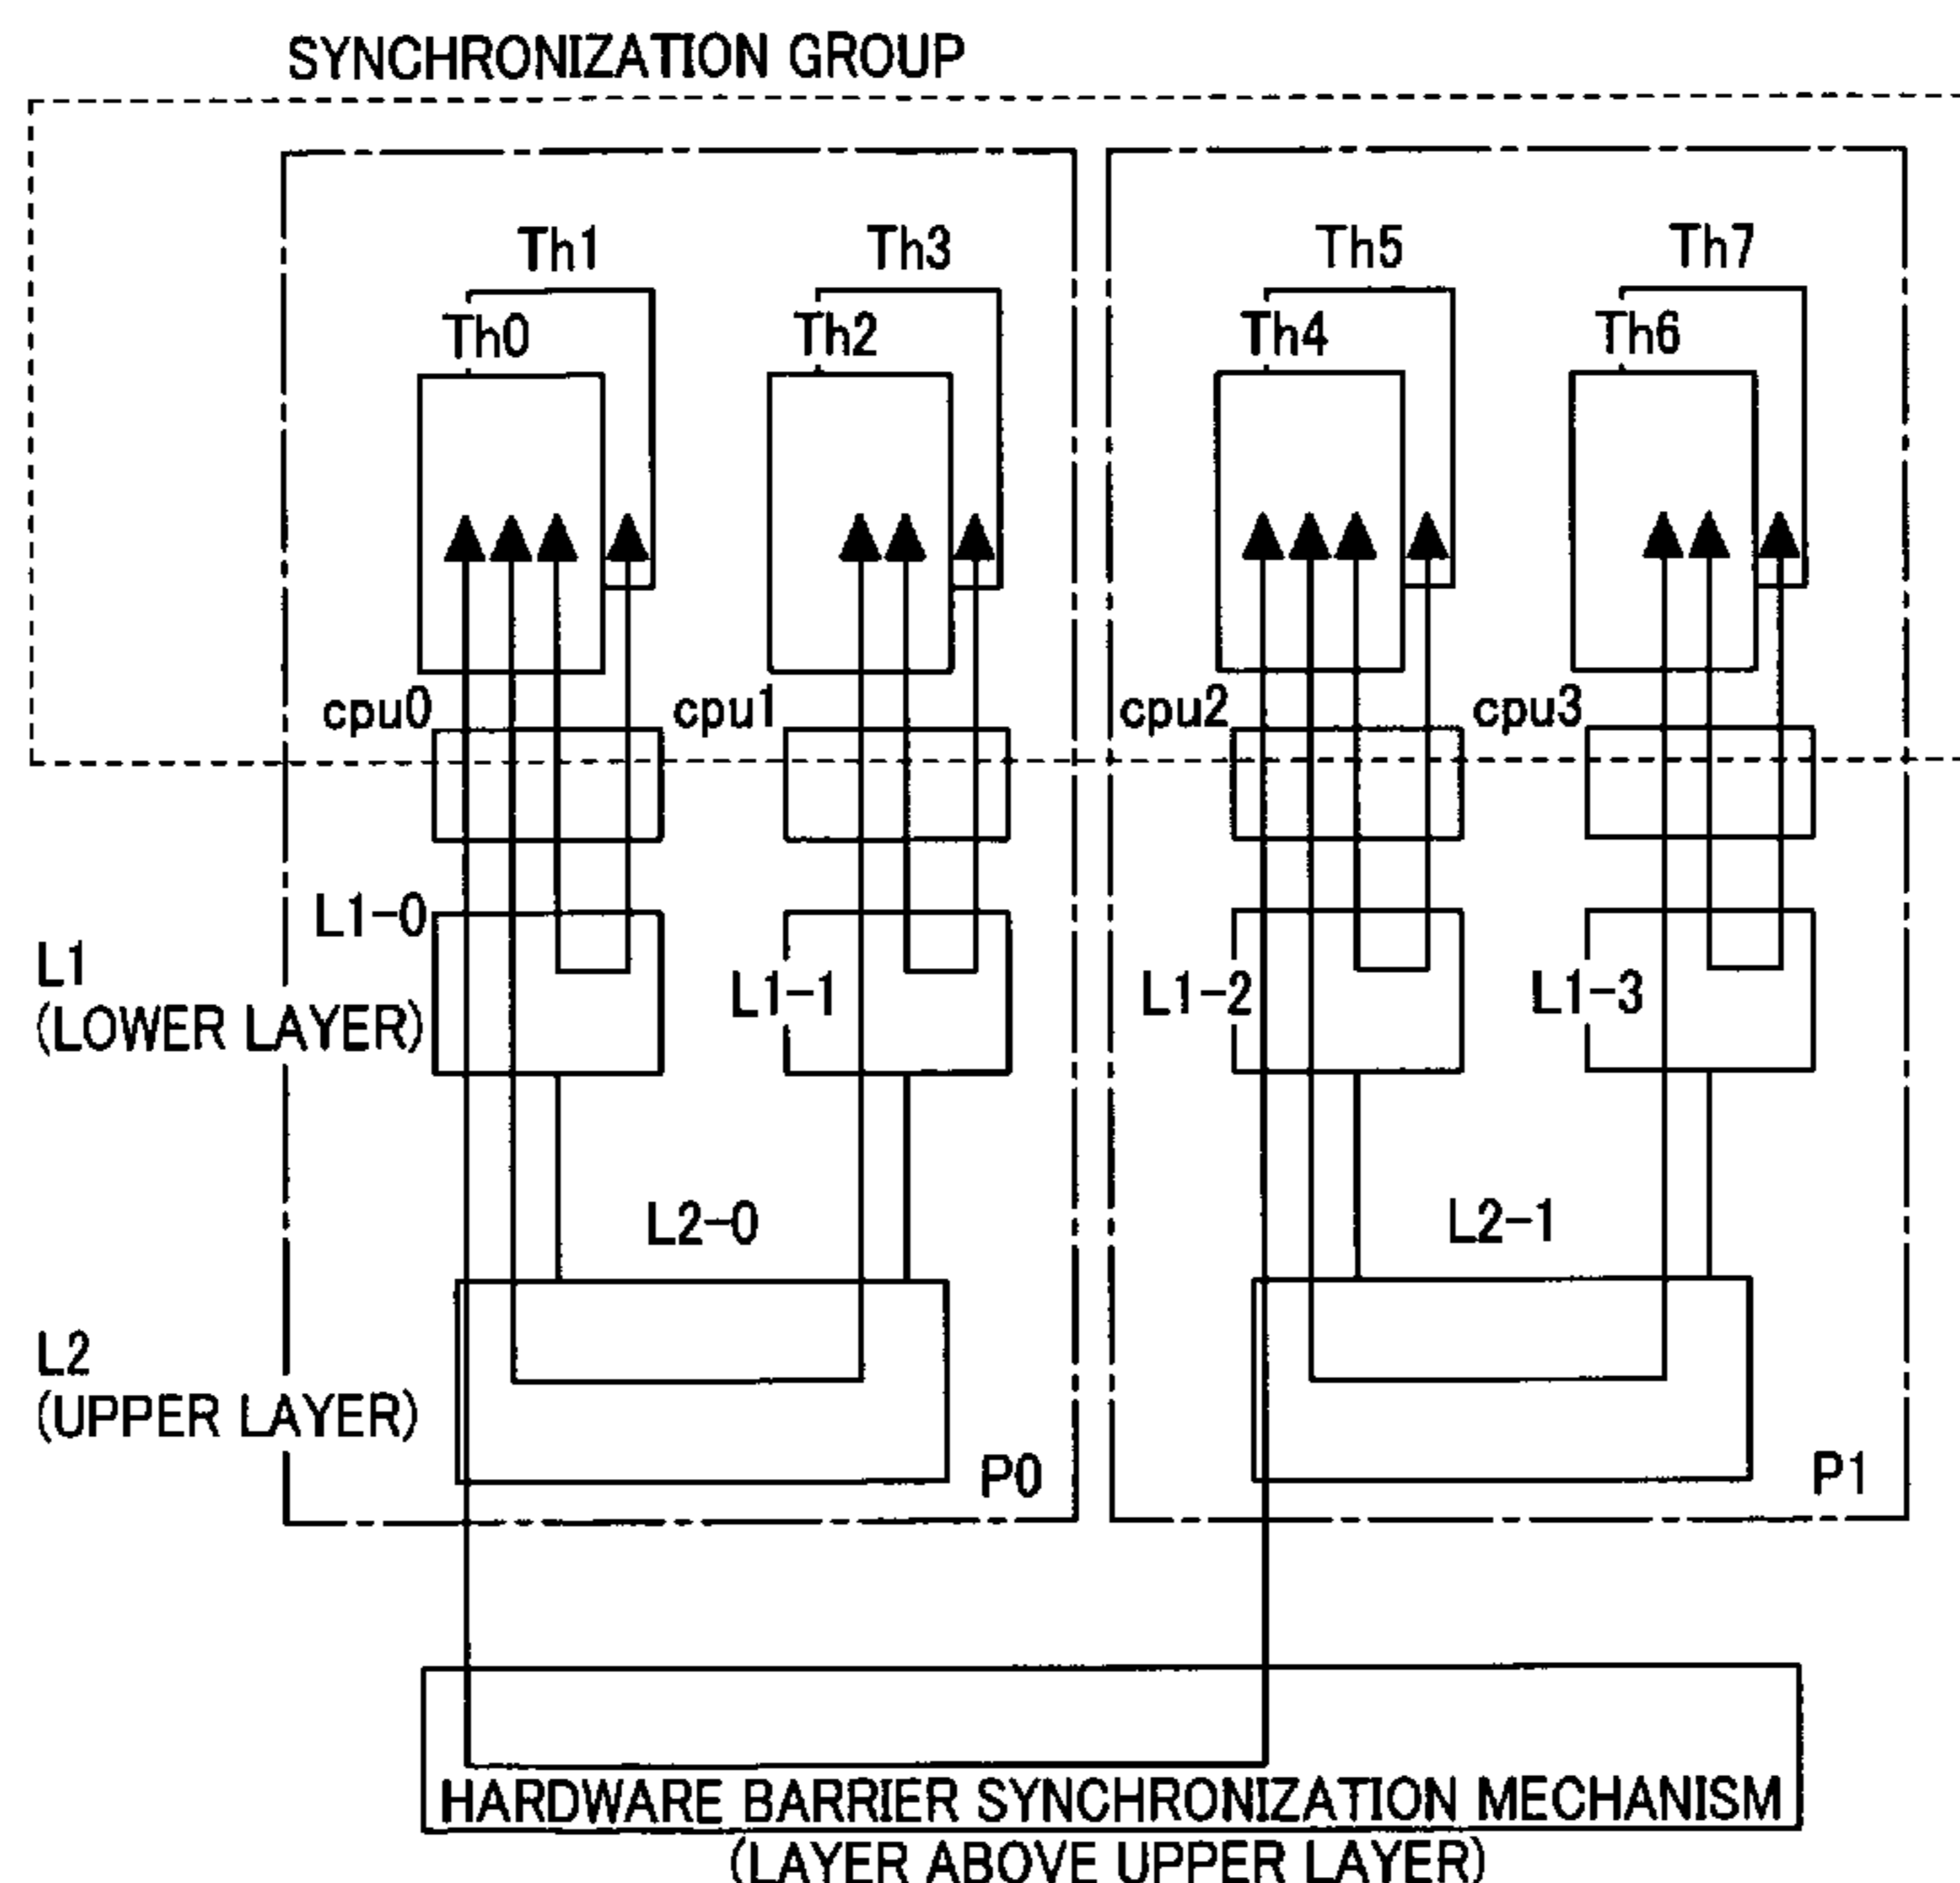 SYNCHRONIZATION GROUP
Th1
Th3
Th5
Th7
Th0
Th2
Th4
Th6
cpu0
cpu1
cpu2
cpu3
L1-0
L1
(LOWER LAYER)
L1-1
L1-2
L1-3
L2-0
L2-1
L2
(UPPER LAYER)
P0
P1
HARDWARE BARRIER SYNCHRONIZATION MECHANISM
(LAYER ABOVE UPPER LAYER)